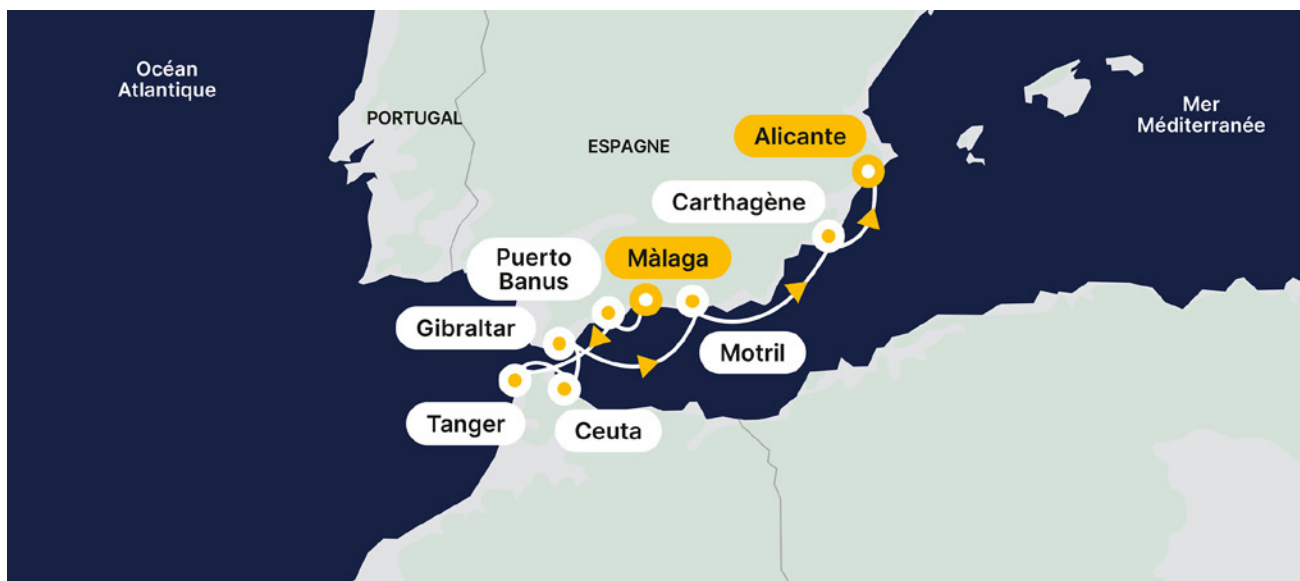 Océan
Atlantique
PORTUGAL
ESPAGNE
Mer
Méditerranée
Alicante
Carthagène
Puerto
Banus
Màlaga
Gibraltar
Motril
Tanger
Ceuta